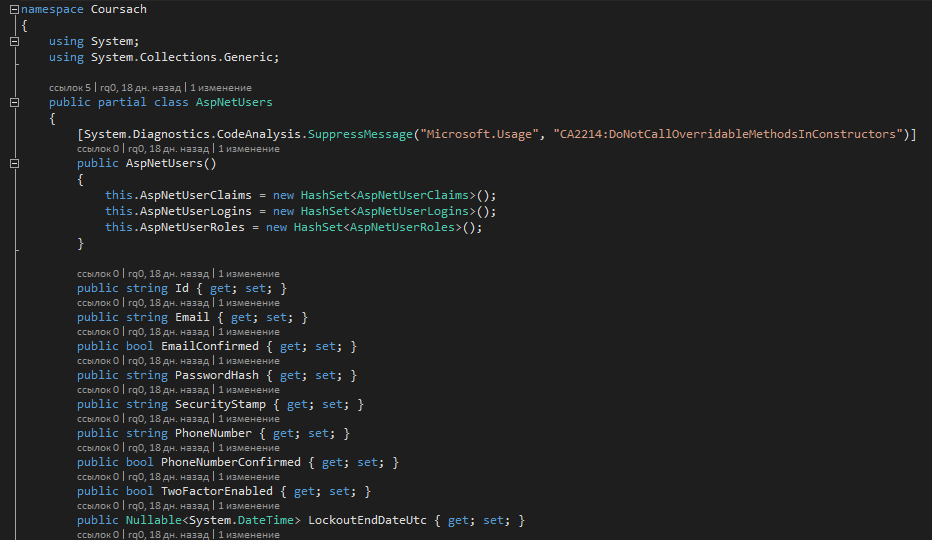 namespace Coursach
{
using System;
using System.Collections.Generic;
ссылок 5 | rq0, 18 дн. назад | 1 изменение
public partial class AspNetUsers
{
[System.Diagnostics.CodeAnalysis.SuppressMessage("Microsoft.Usage", "CA2214:DoNotCallOverridableMethodsInConstructors")]
ссылок 0 | rq0, 18 дн. назад | 1 изменение
public AspNetUsers()
{
this.AspNetUserClaims = new HashSet<AspNetUserClaims>();
this.AspNetUserLogins = new HashSet<AspNetUserLogins>();
this.AspNetUserRoles = new HashSet<AspNetUserRoles>();
}
ссылок 0 | rq0, 18 дн. назад | 1 изменение
public string Id { get; set; }
ссылок 0 | rq0, 18 дн. назад | 1 изменение
public string Email { get; set; }
ссылок 0 | rq0, 18 дн. назад | 1 изменение
public bool EmailConfirmed { get; set; }
ссылок 0 | rq0, 18 дн. назад | 1 изменение
public string PasswordHash { get; set; }
ссылок 0 | rq0, 18 дн. назад | 1 изменение
public string SecurityStamp { get; set; }
ссылок 0 | rq0, 18 дн. назад | 1 изменение
public string PhoneNumber { get; set; }
ссылок 0 | rq0, 18 дн. назад | 1 изменение
public bool PhoneNumberConfirmed { get; set; }
ссылок 0 | rq0, 18 дн. назад | 1 изменение
public bool TwoFactorEnabled { get; set; }
ссылок 0 | rq0, 18 дн. назад | 1 изменение
public Nullable<System.DateTime> LockoutEndDateUtc { get; set; }
ссылок 0 | rq0, 18 дн. назад | 1 изменение